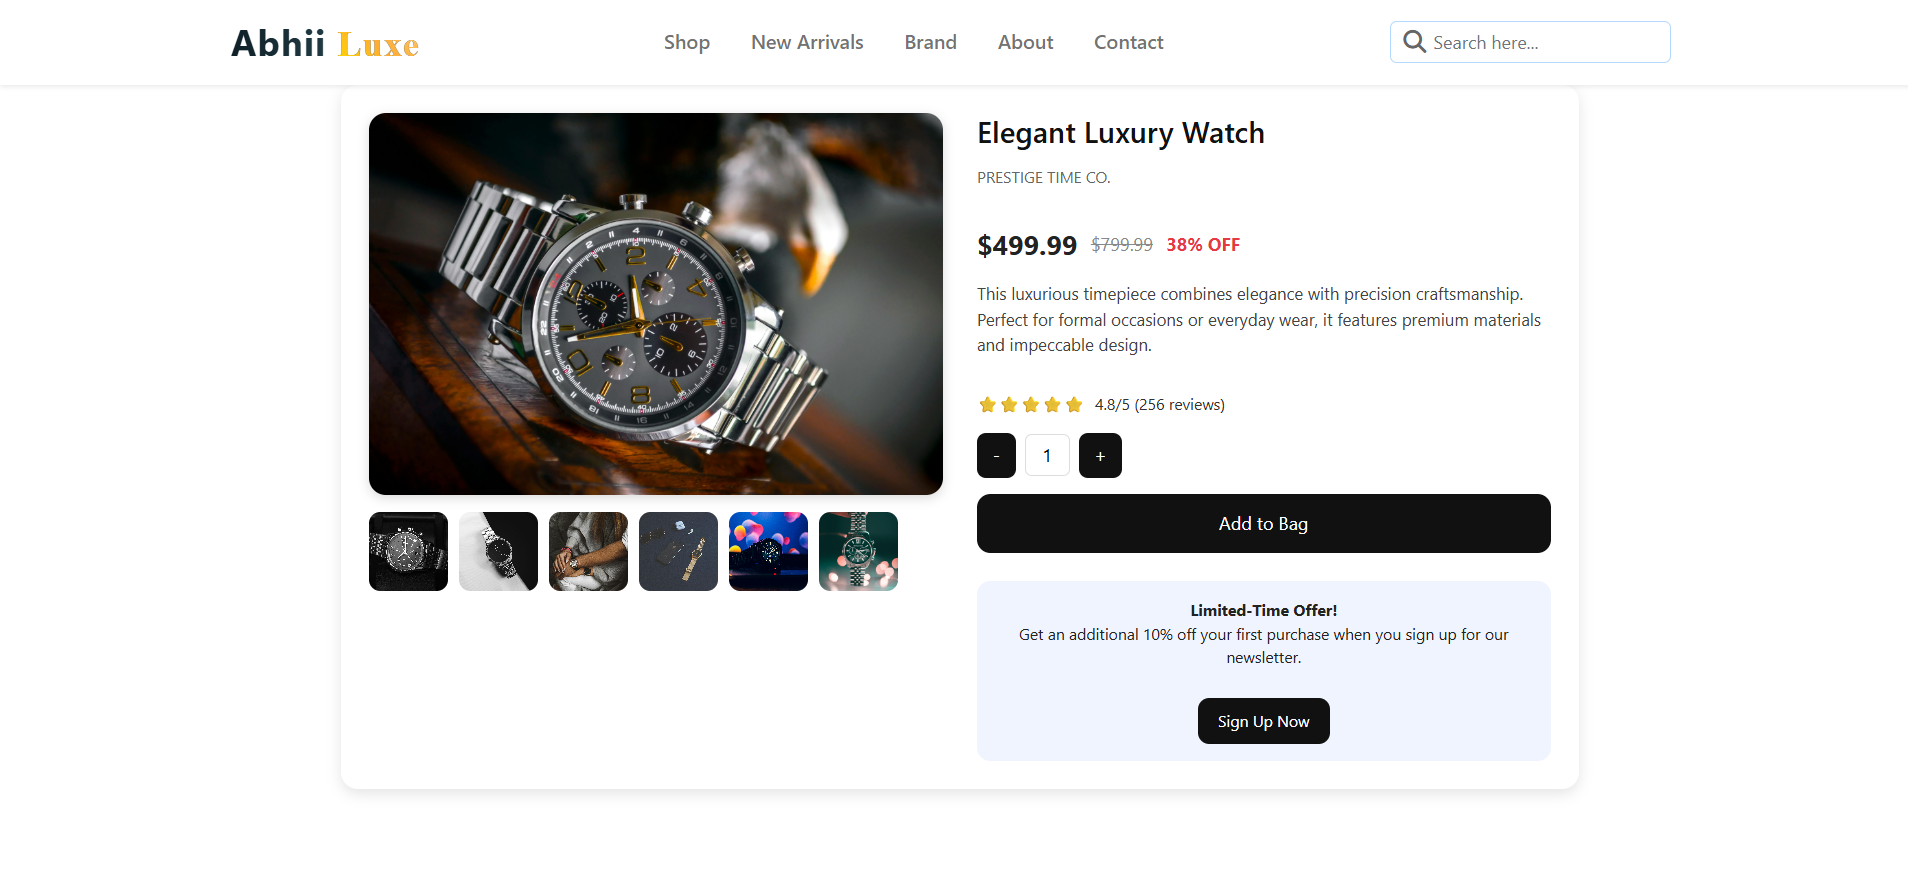 Abhii Luxe
Shop New Arrivals Brand About Contact
Search here...
Elegant Luxury Watch
PRESTIGE TIME CO.
$499.99 $799.99 38% OFF
This luxurious timepiece combines elegance with precision craftsmanship.
Perfect for formal occasions or everyday wear, it features premium materials
and impeccable design.
4.8/5 (256 reviews)
- 1 +
Add to Bag
Limited-Time Offer!
Get an additional 10% off your first purchase when you sign up for our
newsletter.
Sign Up Now